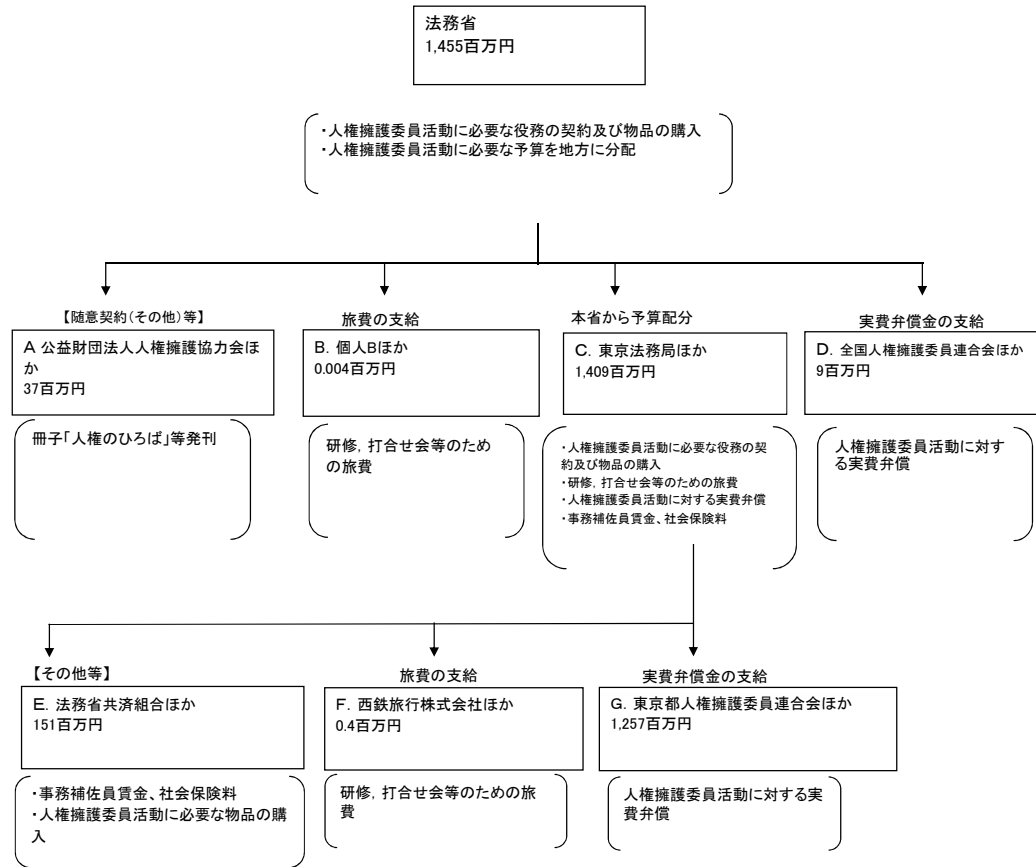 法務省
1,455百万円
・人権擁護委員活動に必要な役務の契約及び物品の購入
・人権擁護委員活動に必要な予算を地方に分配
【随意契約(その他)等】
A 公益財団法人人権擁護協力会ほ
か
37百万円
冊子「人権のひろば」等発刊
旅費の支給
B. 個人Bほか
0.004百万円
研修, 打合せ会等のため
の旅費
本省から予算配分
C. 東京法務局ほか
1,409百万円
・人権擁護委員活動に必要な役務の契
約及び物品の購入
・研修, 打合せ会等のための旅費
・人権擁護委員活動に対する実費弁償
・事務補佐員賃金、社会保険料
実費弁償金の支給
D. 全国人権擁護委員連合会ほか
9百万円
人権擁護委員活動に対す
る実費弁償
【その他等】
E. 法務省共済組合ほか
151百万円
・事務補佐員賃金、社会保険料
・人権擁護委員活動に必要な物品の購
入
旅費の支給
F. 西鉄旅行株式会社ほか
0.4百万円
研修, 打合せ会等のための旅
費
実費弁償金の支給
G. 東京都人権擁護委員連合会ほか
1,257百万円
人権擁護委員活動に対する実
費弁償